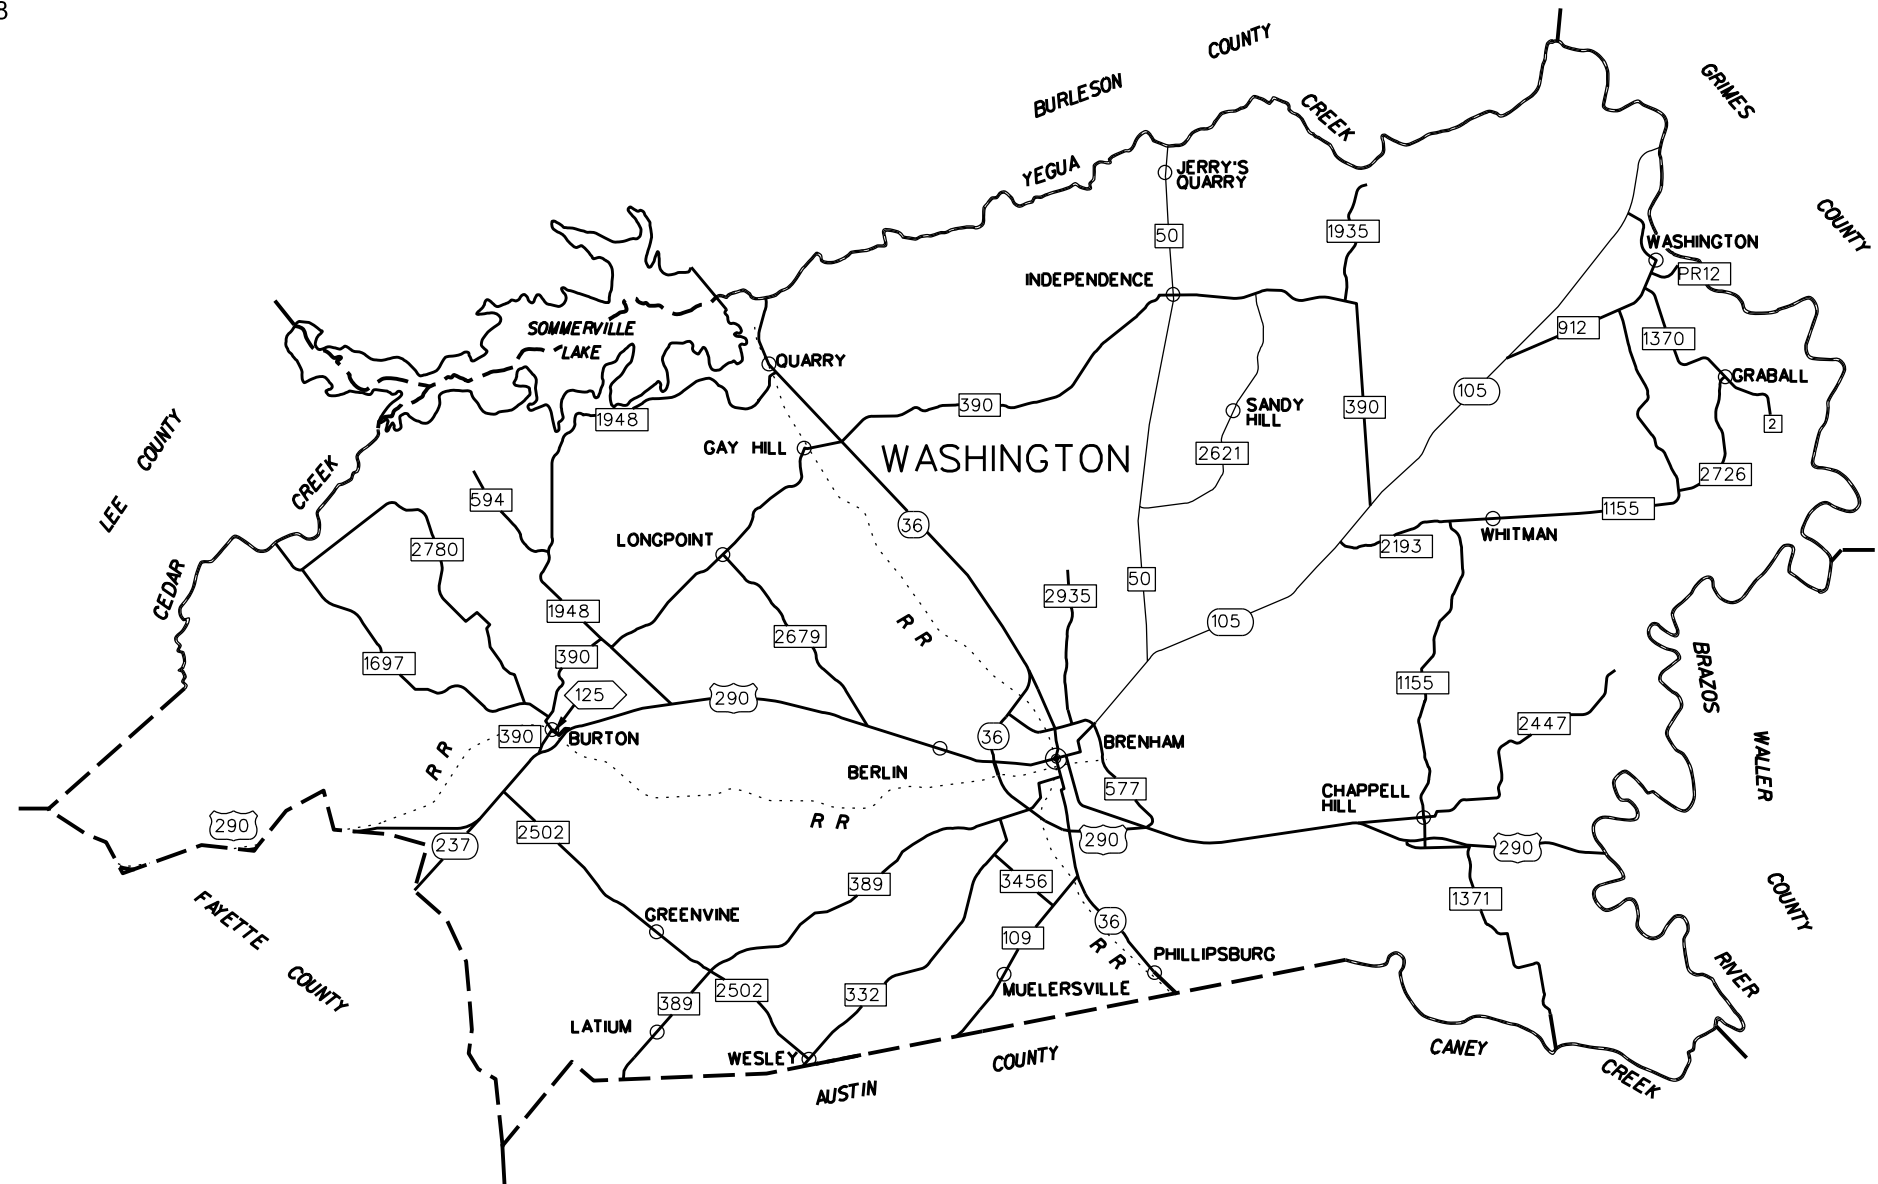 3
COUNTY
BURLESON
GRIMES
CREEK
YEGUA
JERRY'S
QUARRY
COUNTY
50
1935
WASHINGTON
PR12
INDEPENDENCE
SOMMERVILLE
LAKE
912
1370
QUARRY
GRABALL
105
390
390
SANDY
HILL
1948
2
COUNTY
LEE
GAY HILL
WASHINGTON
2621
CREEK
594
2726
1155
36
WHITMAN
LONGPOINT
2780
2193
CEDAR
50
2935
1948
105
RR
2679
390
1697
1155
BRAZOS
125
290
2447
390
BURTON
36
BRENHAM
RR
BERLIN
WALLER
577
CHAPPELL
HILL
RR
290
2502
237
290
290
389
3456
1371
FAYETTE
GREENVINE
36
COUNTY
109
RR
PHILLIPSBURG
COUNTY
2502
332
MUELERSVILLE
RIVER
389
LATIUM
WESLEY
COUNTY
CANEY
AUSTIN
CREEK